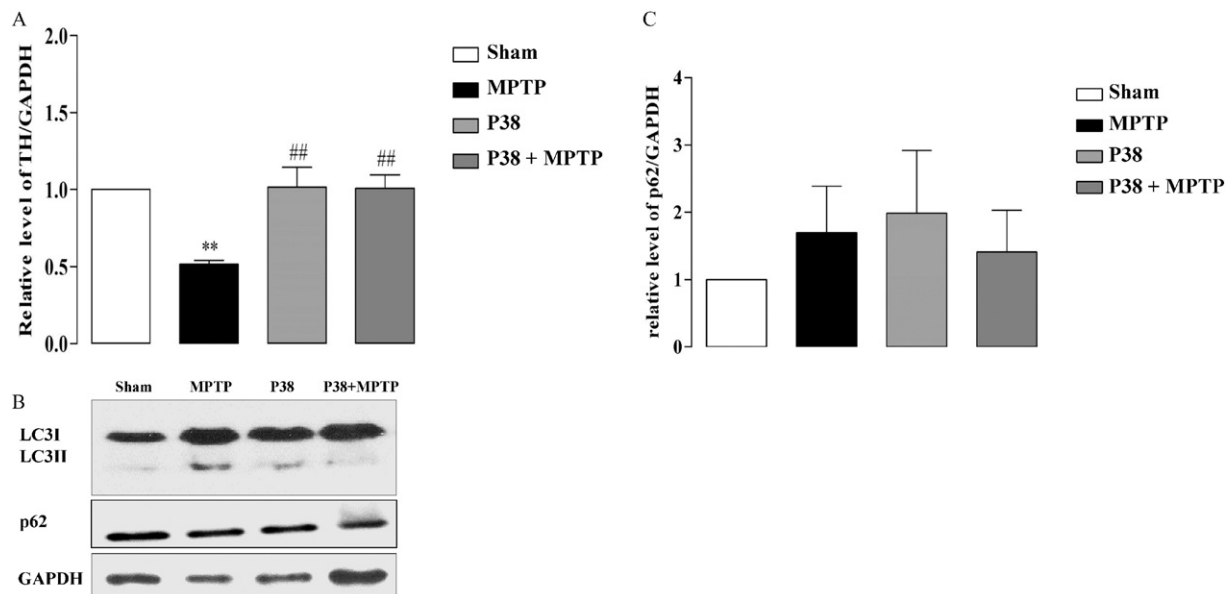 A
Relative level of TH/GAPDH
2.0
1.5
1.0
0.5
0.0
**
##
##
Sham
MPTP
P38
P38 + MPTP
C
relative level of p62/GAPDH
4
3
2
1
0
Sham
MPTP
P38
P38 + MPTP
B
Sham MPTP P38 P38+MPTP
LC3I
LC3II
p62
GAPDH